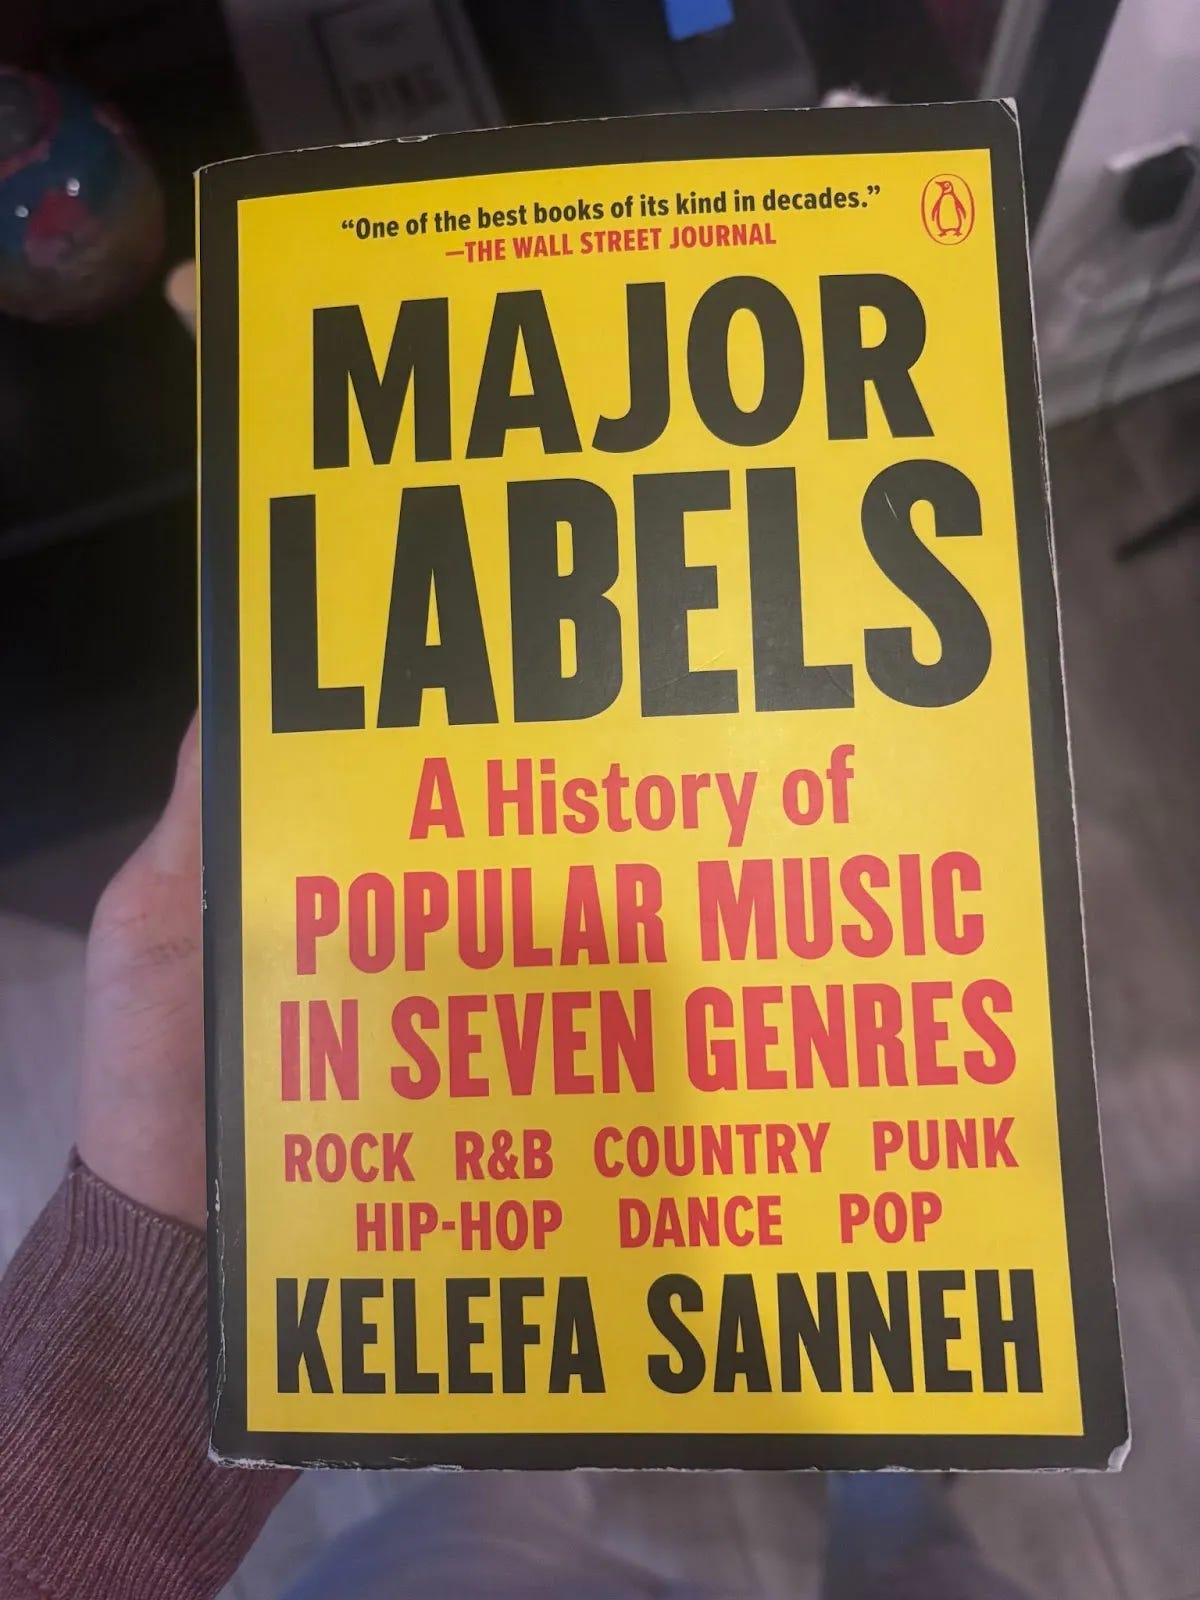 “One of the best books of its kind in decades.”
—THE WALL STREET JOURNAL
MAJOR
LABELS
A History of
POPULAR MUSIC
IN SEVEN GENRES
ROCK R&B COUNTRY PUNK
HIP-HOP DANCE POP
KELEFA SANNEH